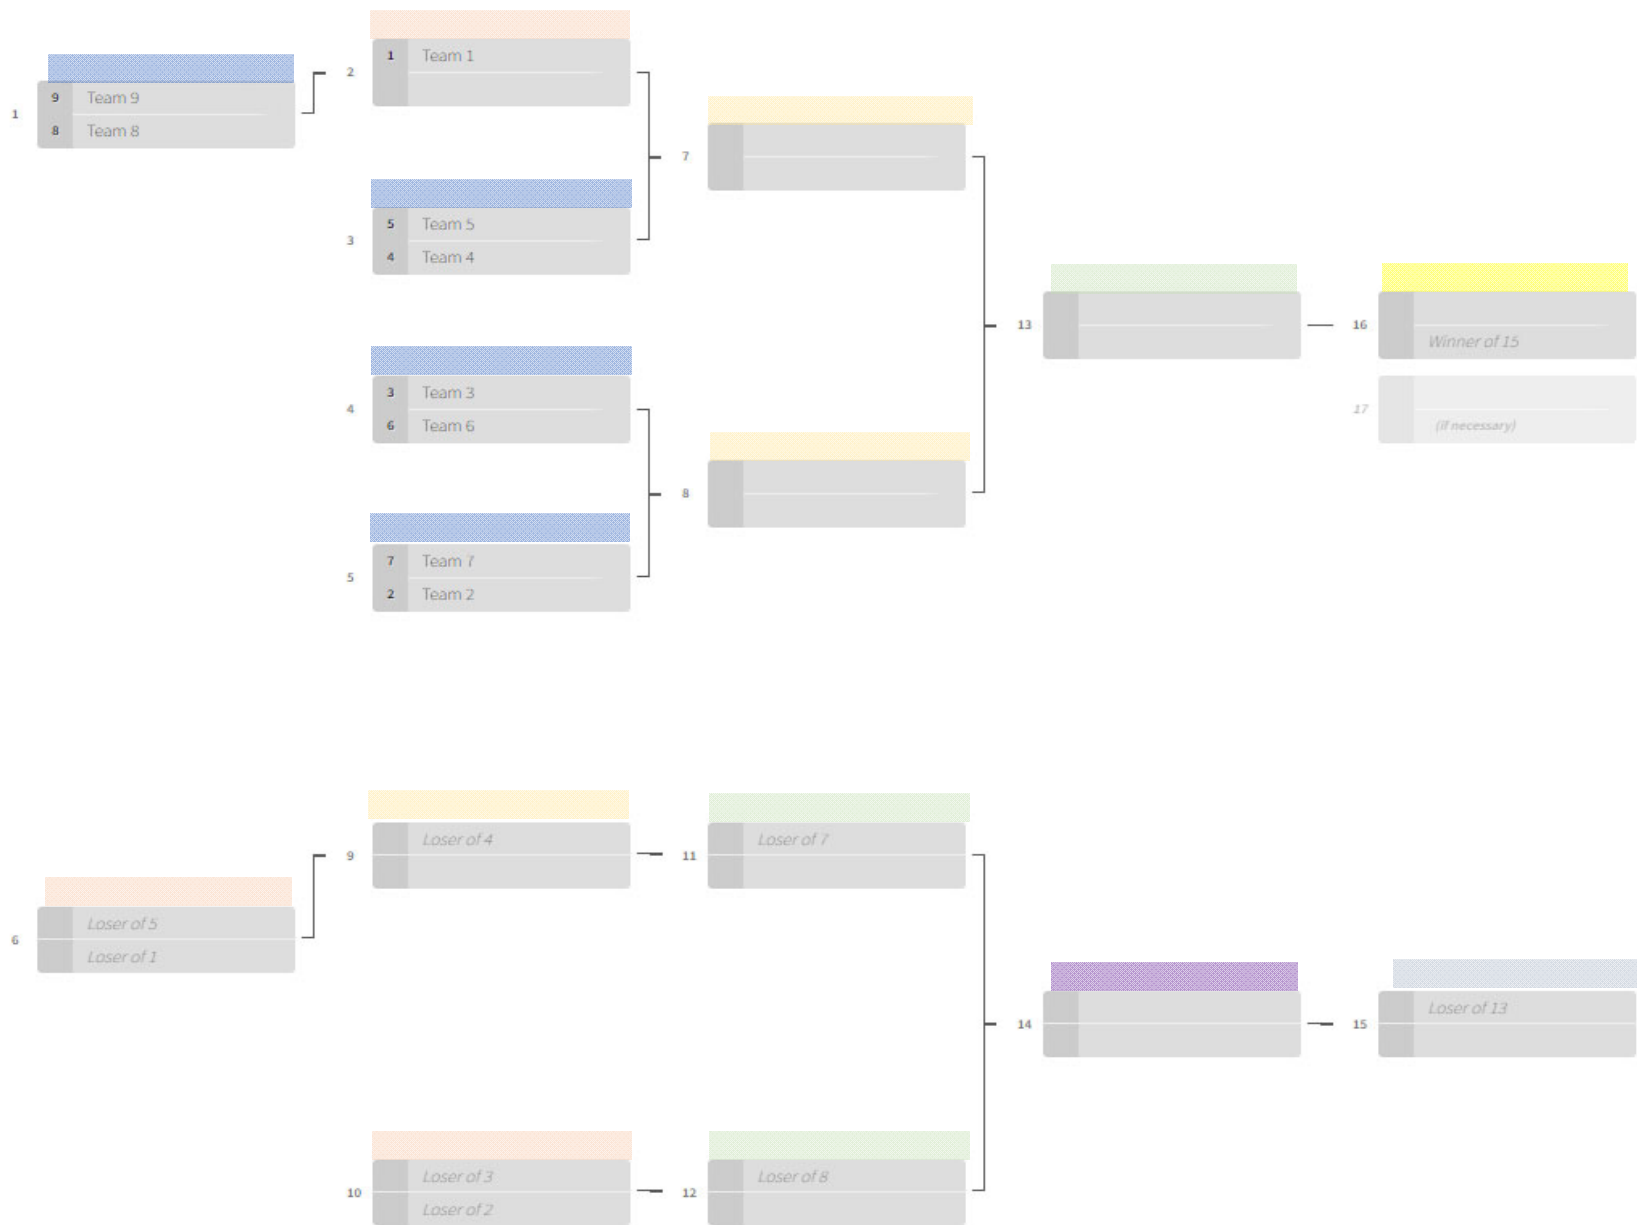 1 Team 1
9 Team 9
2
1
8 Team 8
7
5 Team 5
3
4 Team 4
13
16
Winner of 15
3 Team 3
4
17
6 Team 6
(if necessary)
8
7 Team 7
5
2 Team 2
Loser of 4
Loser of 7
9
11
Loser of 5
6
Loser of 1
Loser of 13
14
15
Loser of 3
Loser of 8
10
12
Loser of 2